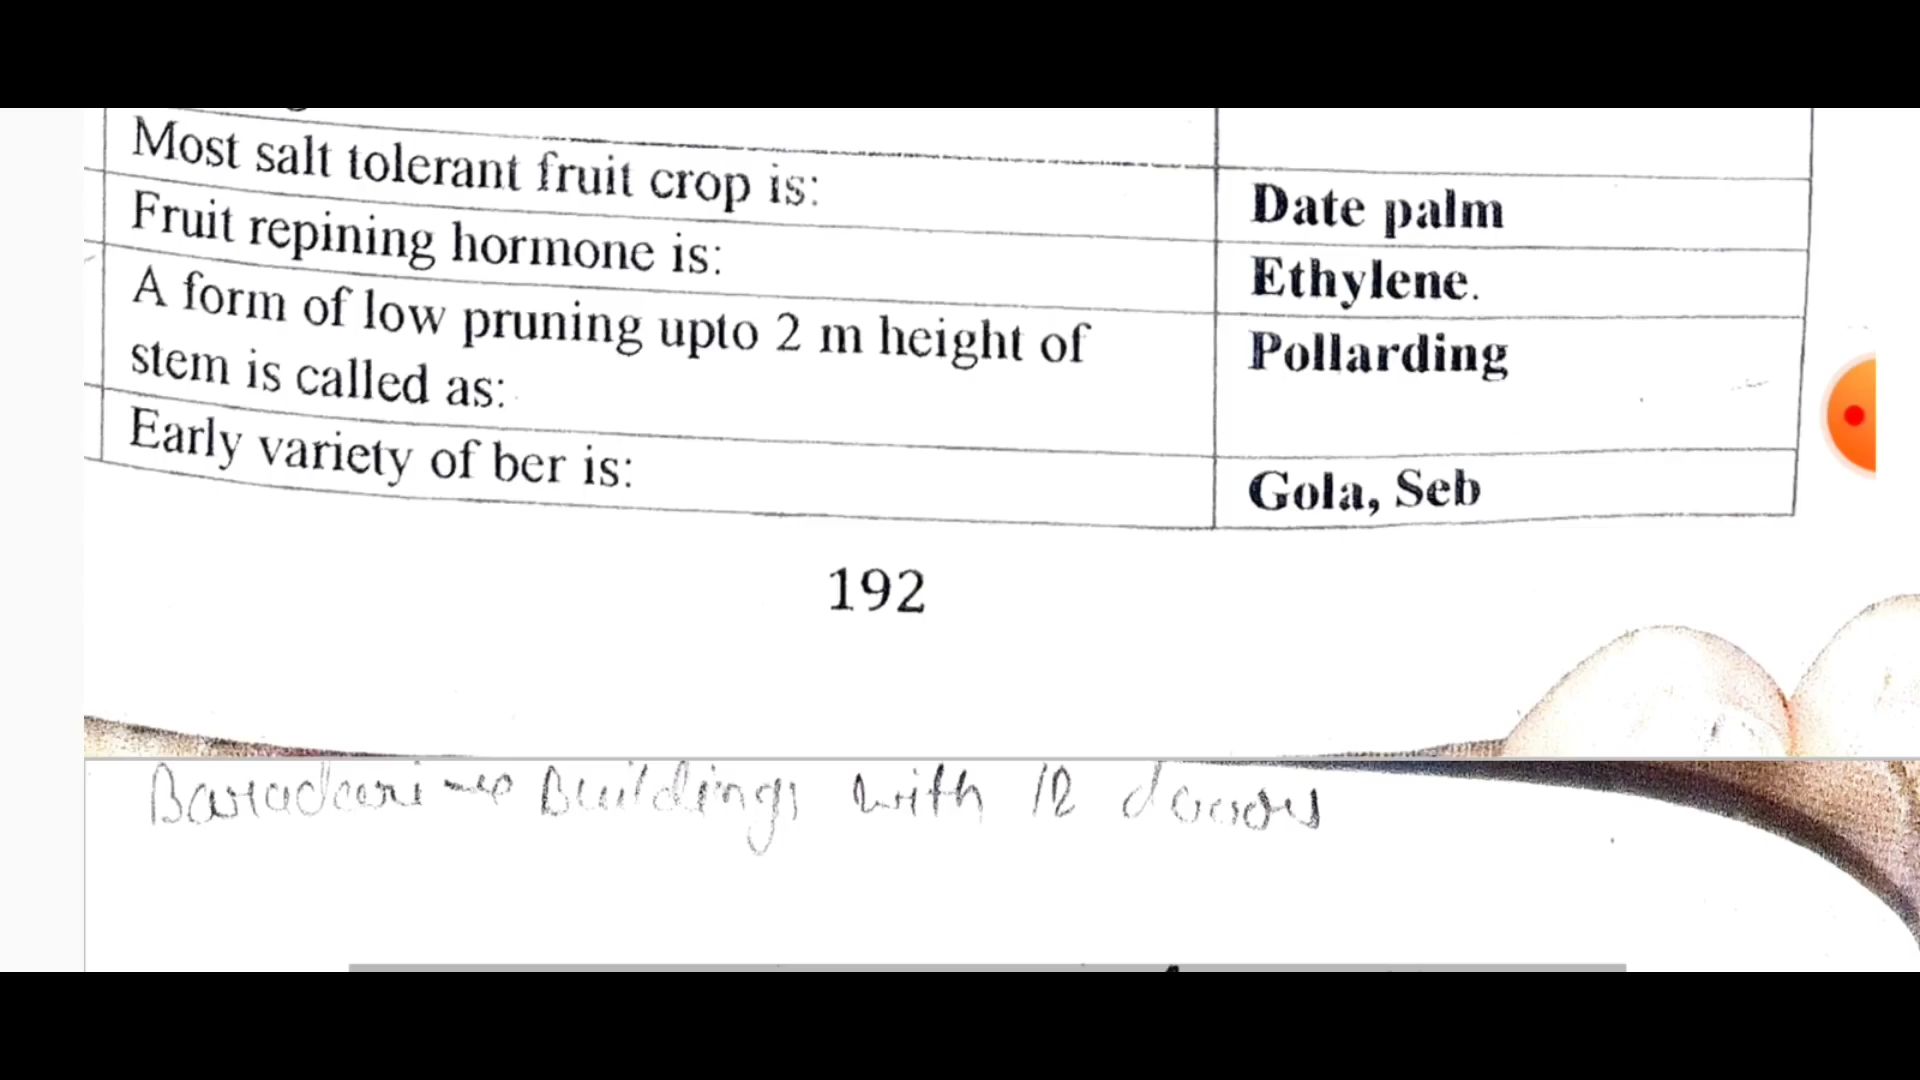 Most salt tolerant fruit crop is: Date palm
Fruit repining hormone is: Ethylene.
A form of low pruning upto 2 m height of Pollarding
stem is called as:
Early variety of ber is: Gola, Seb
192
Baradari Buildings with 12 doors